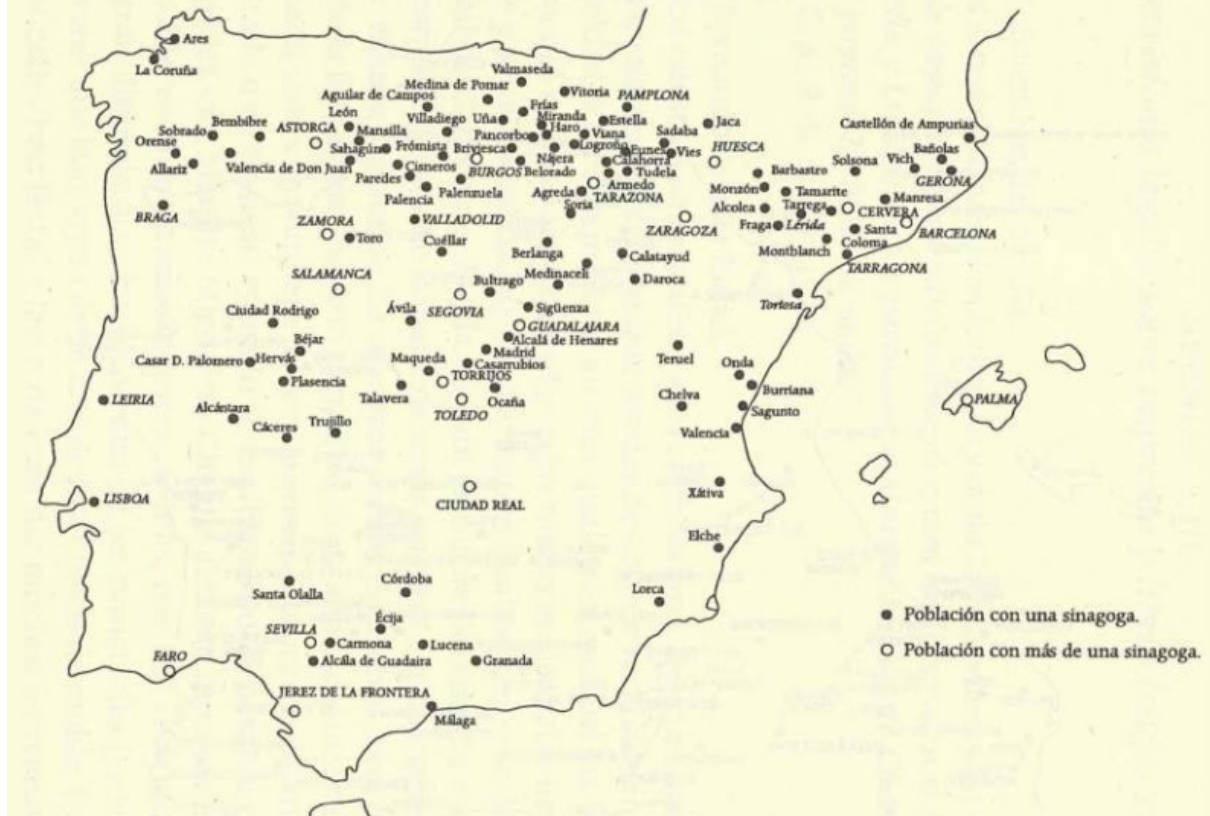 Ares
La Coruña
Valmaseda
Medina de Pomar
Vitoria
Aguilar de Campos
Frías
PAMPLONA
León
Villadiego
Uña
Miranda
Estella
Jaca
Bembibre
ASTORGA
Mansilla
Pancorbo
Haro
Viana
Sadaba
Castellón de Ampurias
Sobrado
Orense
Sahagún
Frómista
Briviesca
Logroño
Funes
Vies
HUESCA
Bañolas
Allariz
Valencia de Don Juan
Cisneros
BURGOS
Belorado
Nájera
Calahorra
Barbastro
Solsona
Vich
GERONA
Paredes
Palenzuela
Agreda
Arnedo
Tudela
Monzón
Tamarite
Manresa
Palencia
Soria
TARAZONA
Alcolea
Tarrega
CERVERA
BRAGA
ZAMORA
VALLADOLID
ZARAGOZA
Fraga
Lérida
Santa
Coloma
BARCELONA
Toro
Cuéllar
Berlanga
Calatayud
Montblanch
TARRAGONA
SALAMANCA
Medinaceli
Bultrago
Daroca
Ciudad Rodrigo
Ávila
SEGOVIA
Sigüenza
Tortosa
GUADALAJARA
Béjar
Alcalá de Henares
Casar D. Palomero
Hervás
Maqueda
Madrid
Casarrubios
Teruel
Onda
Plasencia
TORRIJOS
Burriana
LEIRIA
Talavera
Ocaña
Chelva
PALMA
Alcántara
TOLEDO
Sagunto
Cáceres
Trujillo
Valencia
LISBOA
CIUDAD REAL
Xátiva
Elche
Santa Olalla
Córdoba
Lorca
Écija
SEVILLA
Carmona
Lucena
FARO
Alcála de Guadaira
Granada
JEREZ DE LA FRONTERA
Málaga
Población con una sinagoga.
Población con más de una sinagoga.